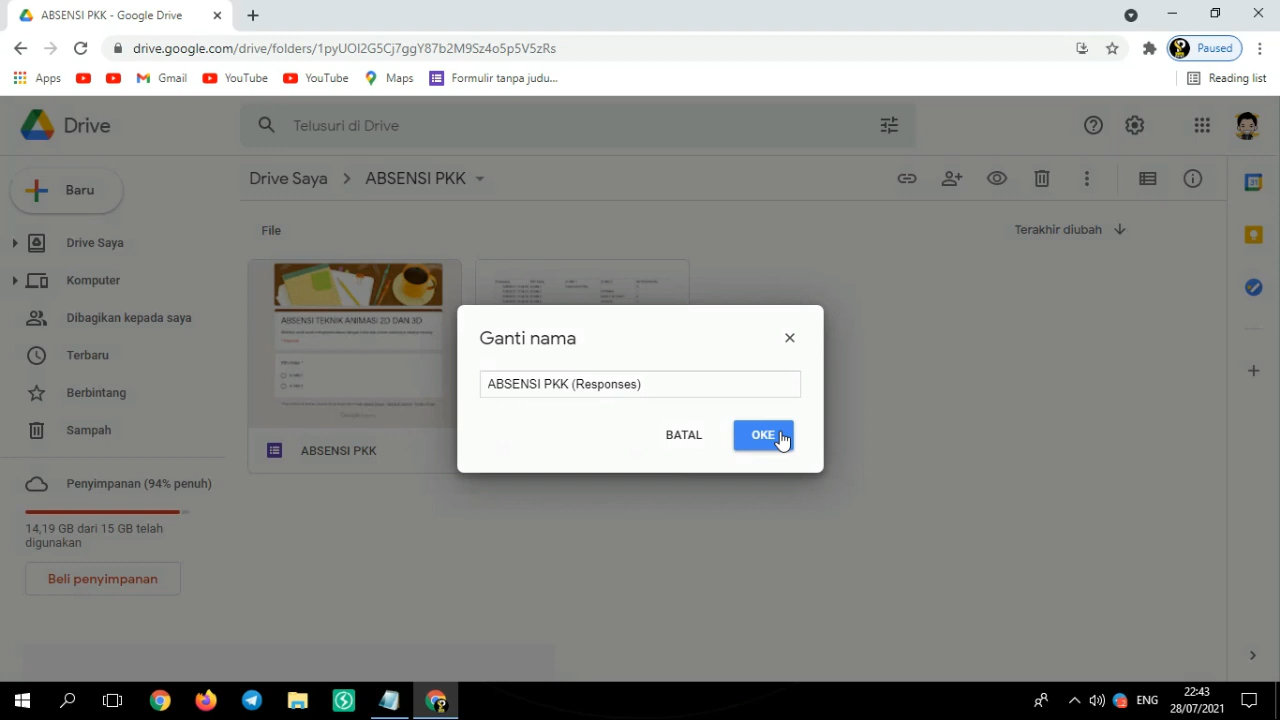 ABSENSI PKK - Google Drive
drive.google.com/drive/folders/1pyUOI2G5Cj7ggY87b2M9Sz4o5p5V5zRs
Paused
Apps
Gmail
YouTube
YouTube
Maps
Formulir tanpa judu...
Reading list
Drive
Telusuri di Drive
Baru
Drive Saya
ABSENSI PKK
File
Terakhir diubah
Drive Saya
Komputer
Dibagikan kepada saya
Terbaru
Berbintang
Sampah
Penyimpanan (94% penuh)
14,19 GB dari 15 GB telah
digunakan
Beli penyimpanan
ABSENSI TEKNIK ANIMASI 2D DAN 3D
ABSENSI PKK
Ganti nama
ABSENSI PKK (Responses)
BATAL
OKE
31
ENG
22:43
28/07/2021